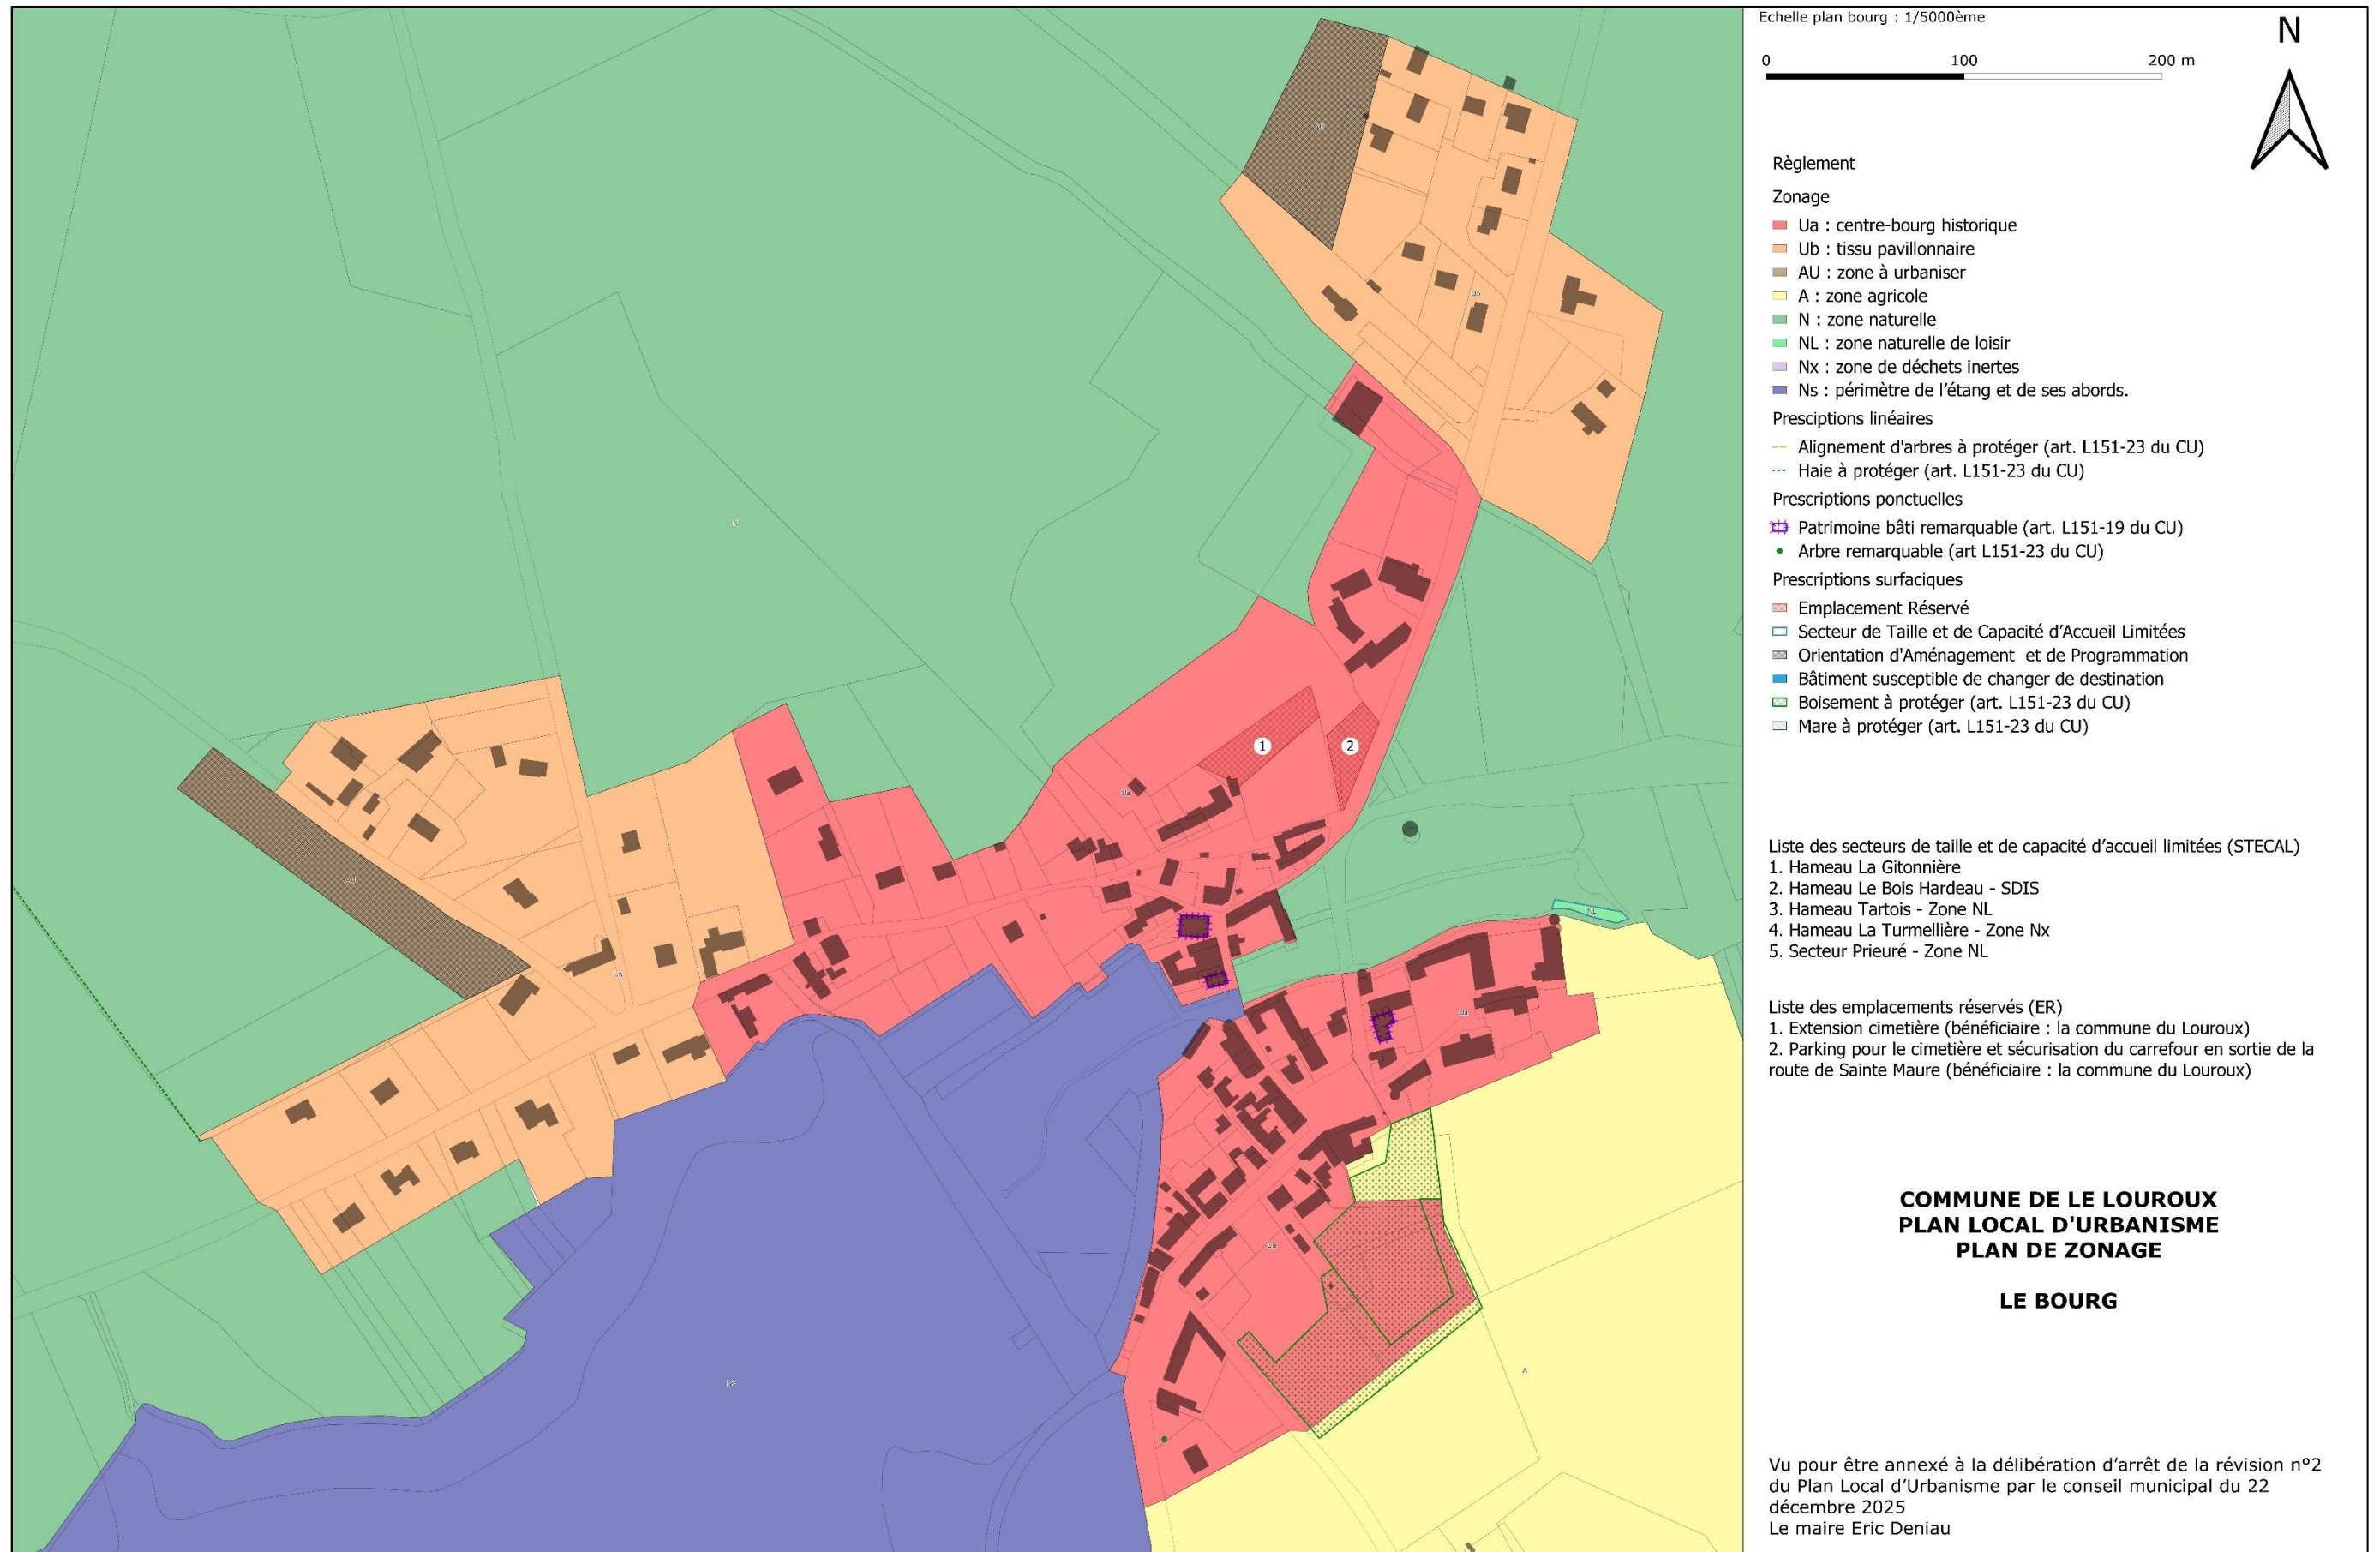 Echelle plan bourg : 1/5000ème
N
0 100 200 m
Règlement
Zonage
Ua : centre-bourg historique
Ub : tissu pavillonnaire
AU : zone à urbaniser
A : zone agricole
N : zone naturelle
NL : zone naturelle de loisir
Nx : zone de déchets inertes
Ns : périmètre de l'étang et de ses abords.
Presciptions linéaires
Alignement d'arbres à protéger (art. L151-23 du CU)
Haie à protéger (art. L151-23 du CU)
Prescriptions ponctuelles
Patrimoine bâti remarquable (art. L151-19 du CU)
Arbre remarquable (art L151-23 du CU)
Prescriptions surfaciques
Emplacement Réservé
Secteur de Taille et de Capacité d'Accueil Limitées
Orientation d'Aménagement et de Programmation
Bâtiment susceptible de changer de destination
Boisement à protéger (art. L151-23 du CU)
Mare à protéger (art. L151-23 du CU)
Liste des secteurs de taille et de capacité d'accueil limitées (STECAL)
1. Hameau La Gitonnière
2. Hameau Le Bois Hardeau - SDIS
3. Hameau Tartois - Zone NL
4. Hameau La Turmellière - Zone Nx
5. Secteur Prieuré - Zone NL
Liste des emplacements réservés (ER)
1. Extension cimetière (bénéficiaire : la commune du Louroux)
2. Parking pour le cimetière et sécurisation du carrefour en sortie de la
route de Sainte Maure (bénéficiaire : la commune du Louroux)
COMMUNE DE LE LOUROUX
PLAN LOCAL D'URBANISME
PLAN DE ZONAGE
LE BOURG
Vu pour être annexé à la délibération d'arrêt de la révision n°2
du Plan Local d'Urbanisme par le conseil municipal du 22
décembre 2025
Le maire Eric Deniau
Ub
N
1
2
Ua
AU
Ub
NL
Ua
Ua
A
Ns